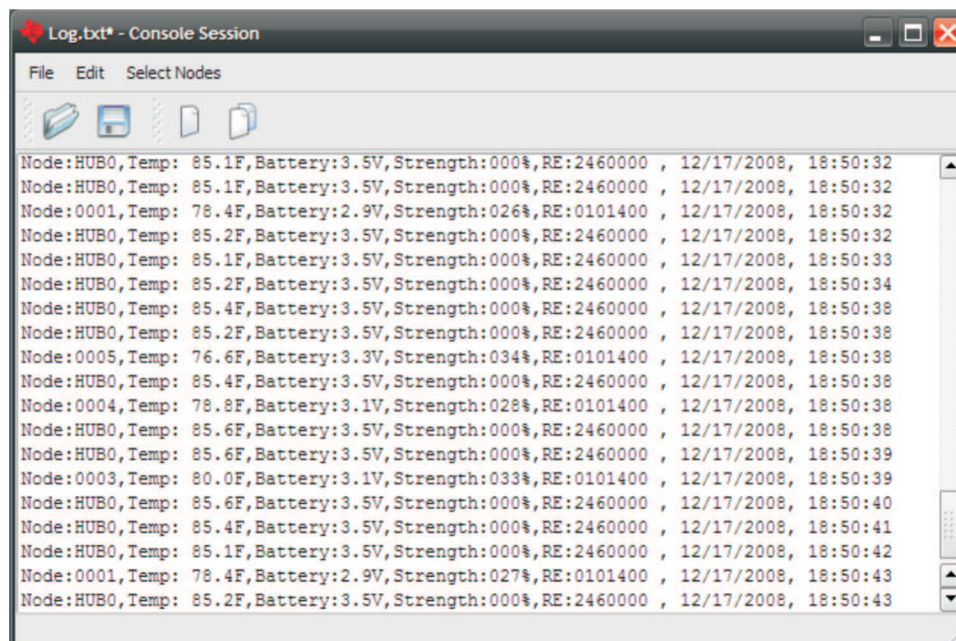 Log.txt* - Console Session
File Edit Select Nodes
Node:HUB0,Temp: 85.1F,Battery:3.5V,Strength:000%,RE:2460000 , 12/17/2008, 18:50:32
Node:HUB0,Temp: 85.1F,Battery:3.5V,Strength:000%,RE:2460000 , 12/17/2008, 18:50:32
Node:0001,Temp: 78.4F,Battery:2.9V,Strength:026%,RE:0101400 , 12/17/2008, 18:50:32
Node:HUB0,Temp: 85.2F,Battery:3.5V,Strength:000%,RE:2460000 , 12/17/2008, 18:50:32
Node:HUB0,Temp: 85.1F,Battery:3.5V,Strength:000%,RE:2460000 , 12/17/2008, 18:50:33
Node:HUB0,Temp: 85.2F,Battery:3.5V,Strength:000%,RE:2460000 , 12/17/2008, 18:50:34
Node:HUB0,Temp: 85.4F,Battery:3.5V,Strength:000%,RE:2460000 , 12/17/2008, 18:50:38
Node:HUB0,Temp: 85.2F,Battery:3.5V,Strength:000%,RE:2460000 , 12/17/2008, 18:50:38
Node:0005,Temp: 76.6F,Battery:3.3V,Strength:034%,RE:0101400 , 12/17/2008, 18:50:38
Node:HUB0,Temp: 85.4F,Battery:3.5V,Strength:000%,RE:2460000 , 12/17/2008, 18:50:38
Node:0004,Temp: 78.8F,Battery:3.1V,Strength:028%,RE:0101400 , 12/17/2008, 18:50:38
Node:HUB0,Temp: 85.6F,Battery:3.5V,Strength:000%,RE:2460000 , 12/17/2008, 18:50:38
Node:HUB0,Temp: 85.6F,Battery:3.5V,Strength:000%,RE:2460000 , 12/17/2008, 18:50:39
Node:0003,Temp: 80.0F,Battery:3.1V,Strength:033%,RE:0101400 , 12/17/2008, 18:50:39
Node:HUB0,Temp: 85.6F,Battery:3.5V,Strength:000%,RE:2460000 , 12/17/2008, 18:50:40
Node:HUB0,Temp: 85.4F,Battery:3.5V,Strength:000%,RE:2460000 , 12/17/2008, 18:50:41
Node:HUB0,Temp: 85.1F,Battery:3.5V,Strength:000%,RE:2460000 , 12/17/2008, 18:50:42
Node:0001,Temp: 78.4F,Battery:2.9V,Strength:027%,RE:0101400 , 12/17/2008, 18:50:43
Node:HUB0,Temp: 85.2F,Battery:3.5V,Strength:000%,RE:2460000 , 12/17/2008, 18:50:43